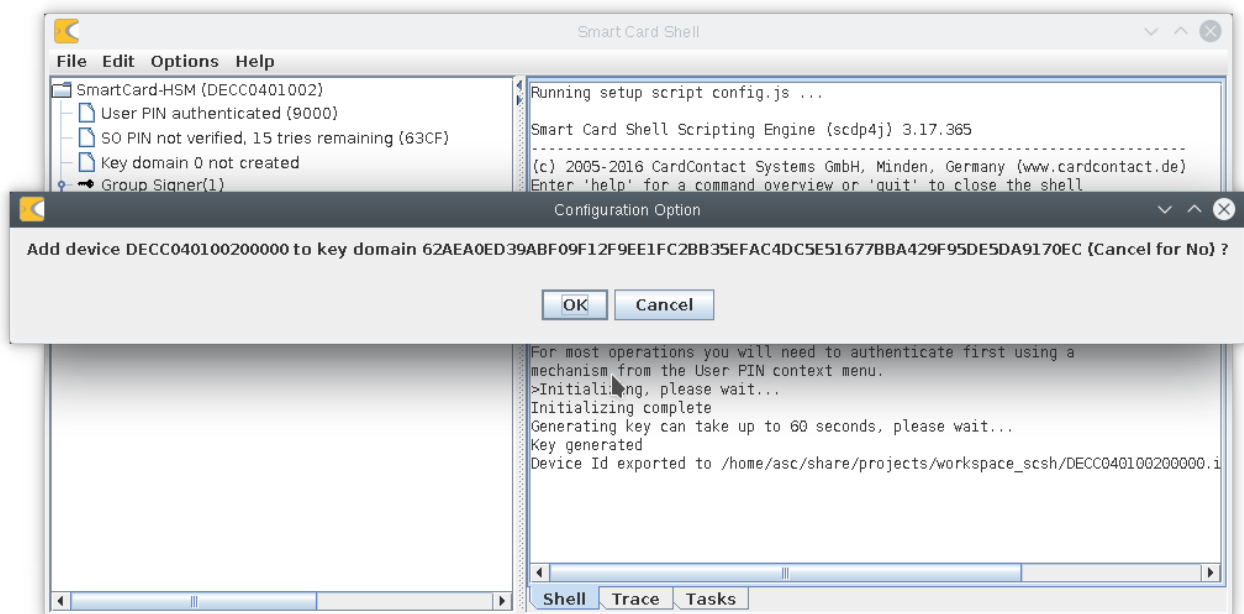 Smart Card Shell
File Edit Options Help
SmartCard-HSM (DECC0401002)
User PIN authenticated (9000)
SO PIN not verified, 15 tries remaining (63CF)
Key domain 0 not created
Group Signer(1)
Running setup script config.js ...
Smart Card Shell Scripting Engine (scdp4j) 3.17.365
---------------------------------------------------------------------------
(c) 2005-2016 CardContact Systems GmbH, Minden, Germany (www.cardcontact.de)
Enter 'help' for a command overview or 'quit' to close the shell
Configuration Option
Add device DECC040100200000 to key domain 62AEA0ED39ABF09F12F9EE1FC2BB35EFAC4DC5E51677BBA429F95DE5DA9170EC (Cancel for No) ?
OK Cancel
For most operations you will need to authenticate first using a
mechanism from the User PIN context menu.
>Initializing, please wait...
Initializing complete
Generating key can take up to 60 seconds, please wait...
Key generated
Device Id exported to /home/asc/share/projects/workspace_scsh/DECC040100200000.i
Shell Trace Tasks